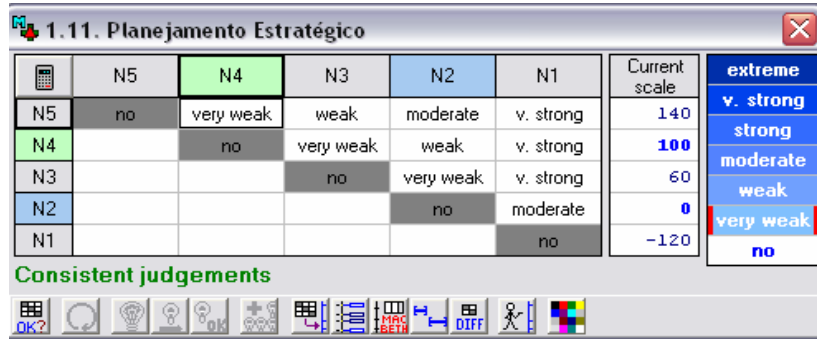 1.11. Planejamento Estratégico
N5 N4 N3 N2 N1 Current scale
N5 no very weak weak moderate v. strong 140
N4 no very weak weak v. strong 100
N3 no very weak v. strong 60
N2 no moderate 0
N1 no -120
extreme
v. strong
strong
moderate
weak
very weak
no
Consistent judgements
OK? OK MAC BETH DIFF